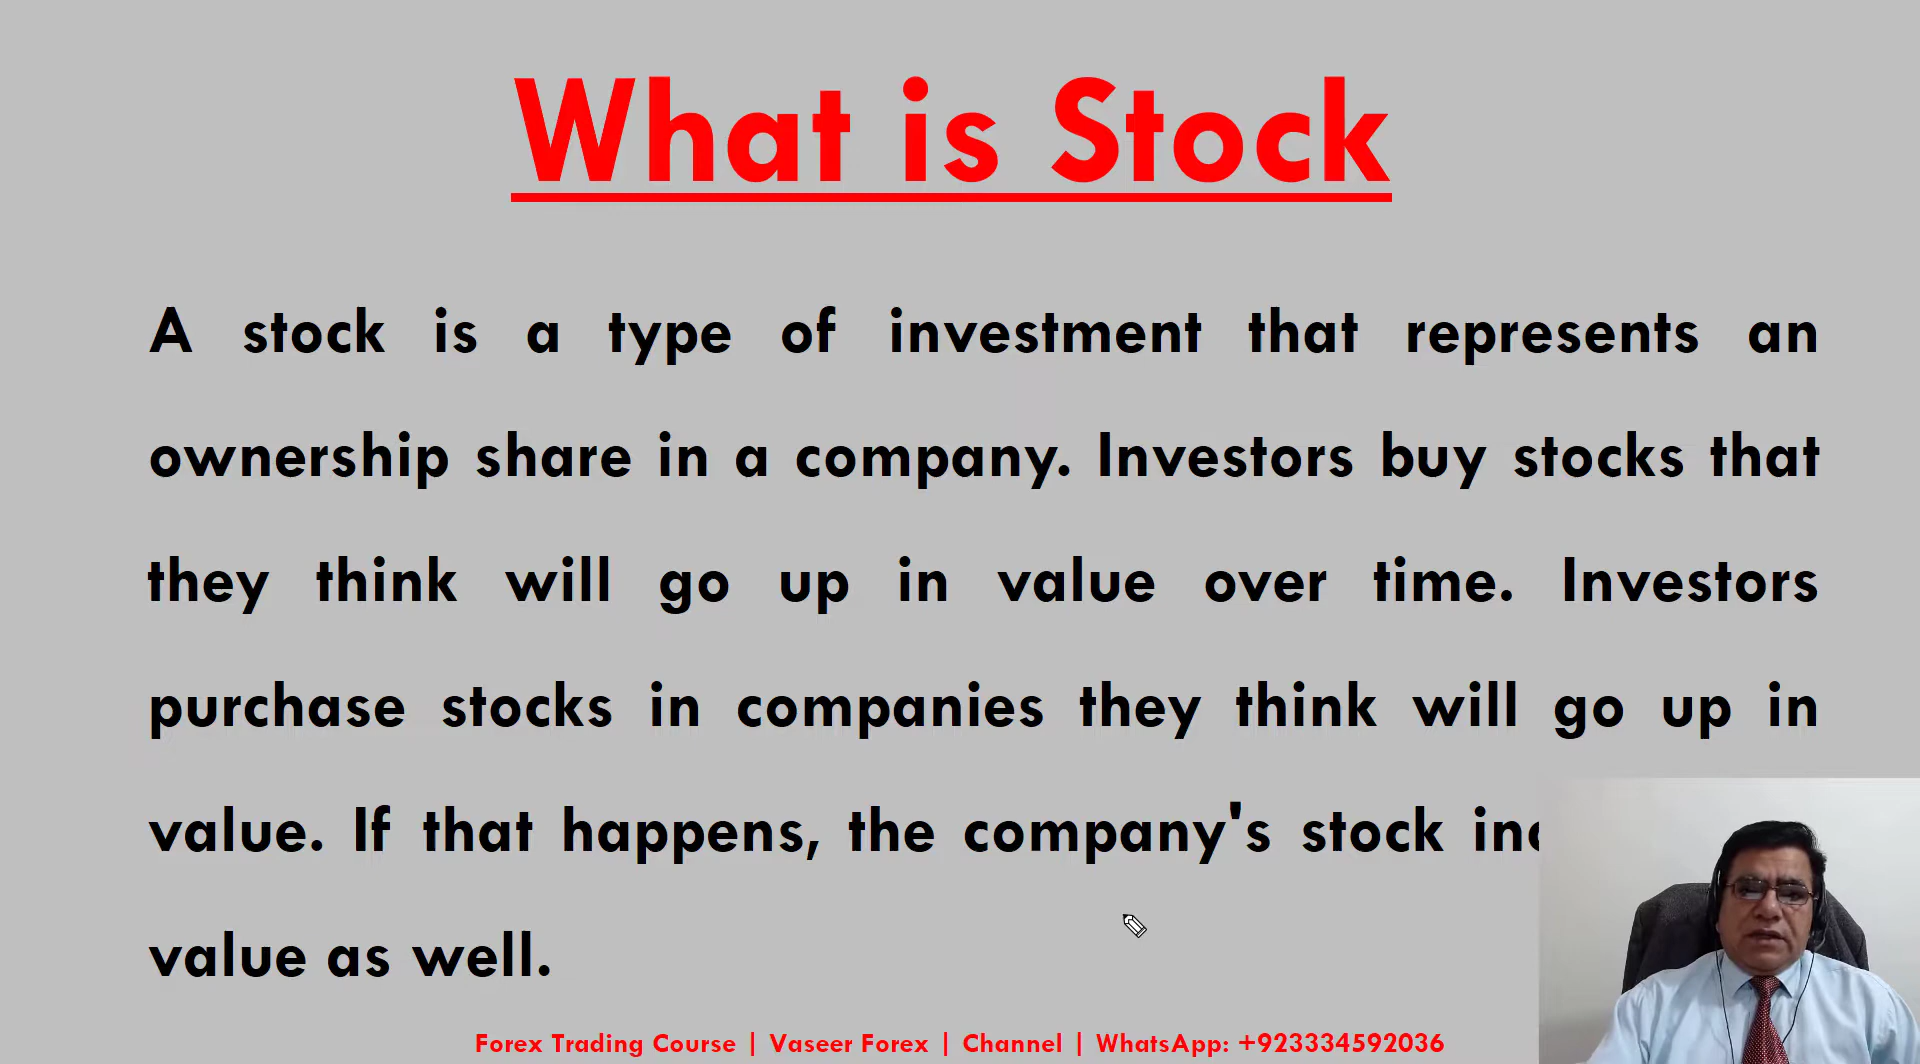 What is Stock
A stock is a type of investment that represents an
ownership share in a company. Investors buy stocks that
they think will go up in value over time. Investors
purchase stocks in companies they think will go up in
value. If that happens, the company's stock
value as well.
Forex Trading Course | Vaseer Forex | Channel | WhatsApp: +923334592036